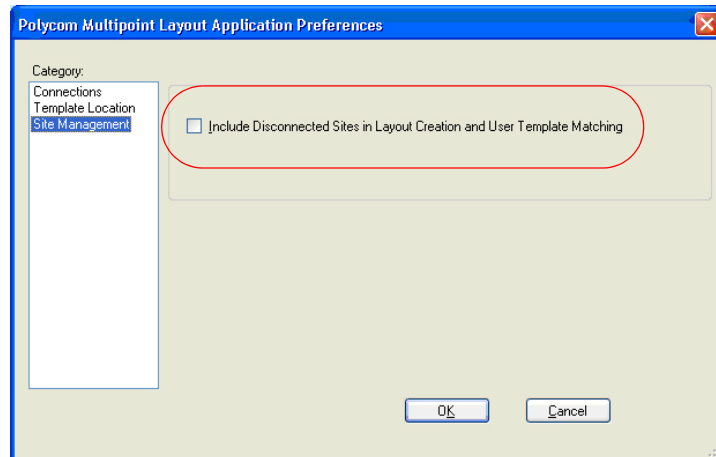 Polycom Multipoint Layout Application Preferences
Category:
Connections
Template Location
Site Management
Include Disconnected Sites in Layout Creation and User Template Matching
OK
Cancel